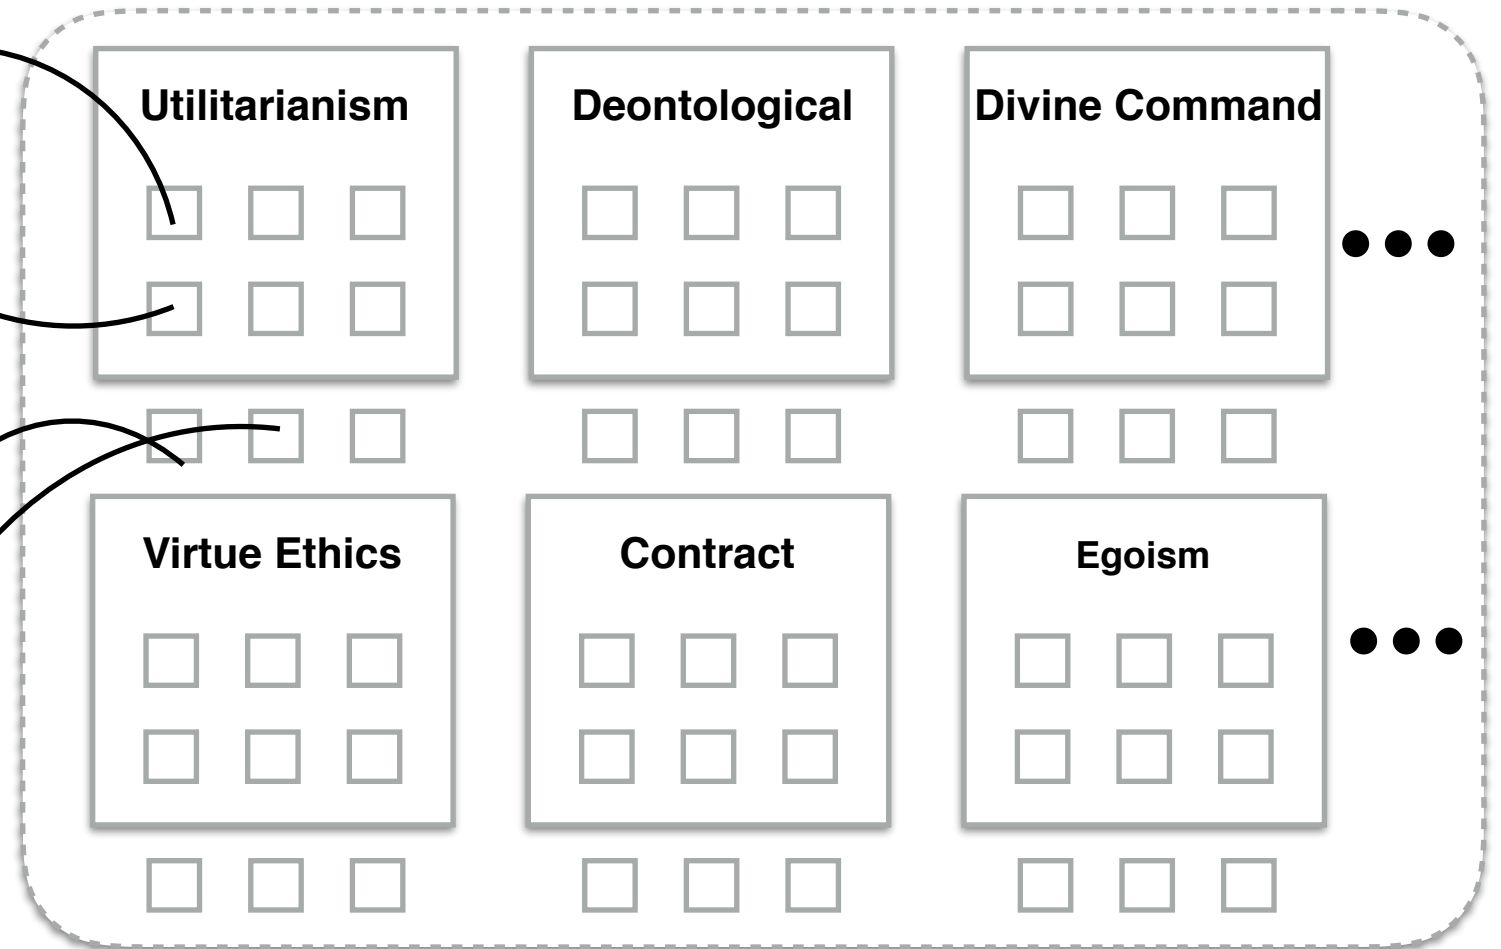 Utilitarianism
Deontological
Divine Command
Virtue Ethics
Contract
Egoism